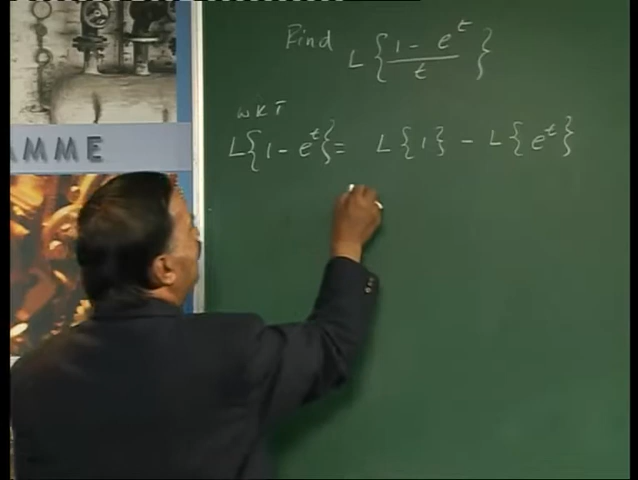 Find L{ (1 - e^t) / t }
WKT
L{1 - e^t} = L{1} - L{e^t}
AMME